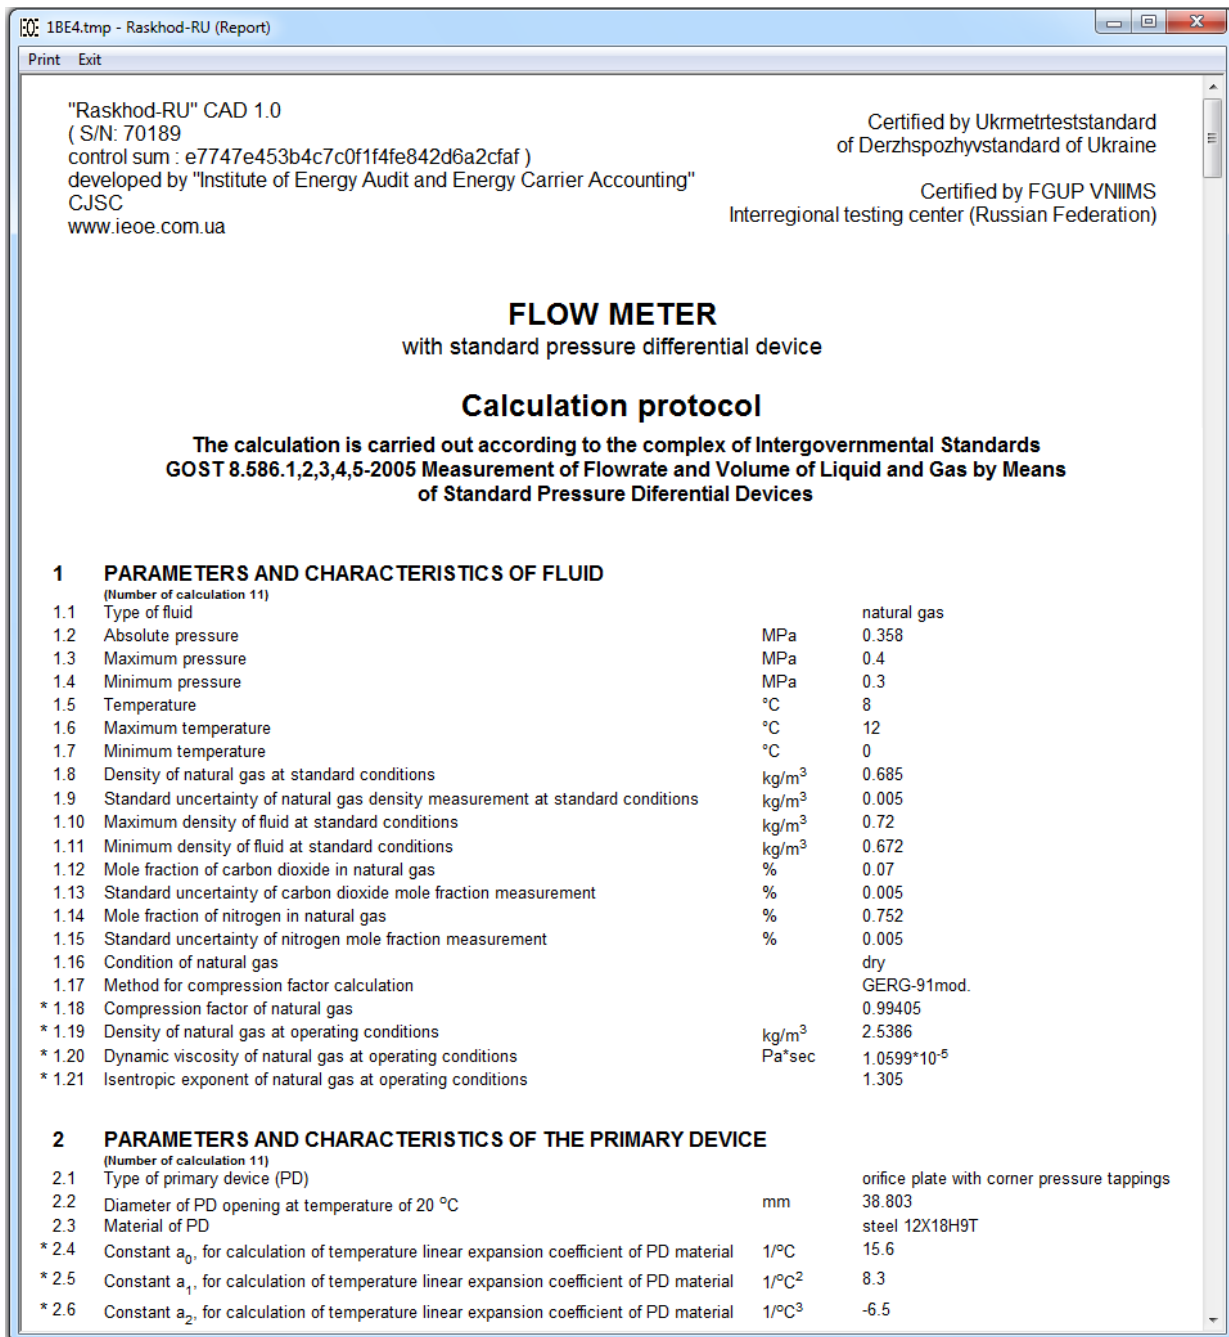 1BE4.tmp - Raskhod-RU (Report)
Print Exit
"Raskhod-RU" CAD 1.0
( S/N: 70189
control sum : e7747e453b4c7c0f1f4fe842d6a2cfaf )
developed by "Institute of Energy Audit and Energy Carrier Accounting"
CJSC
www.ieoe.com.ua
Certified by Ukrmetrteststandard
of Derzhspozhyvstandard of Ukraine
Certified by FGUP VNIIMS
Interregional testing center (Russian Federation)
FLOW METER
with standard pressure differential device
Calculation protocol
The calculation is carried out according to the complex of Intergovernmental Standards
GOST 8.586.1,2,3,4,5-2005 Measurement of Flowrate and Volume of Liquid and Gas by Means
of Standard Pressure Diferential Devices
1 PARAMETERS AND CHARACTERISTICS OF FLUID
(Number of calculation 11)
1.1 Type of fluid natural gas
1.2 Absolute pressure MPa 0.358
1.3 Maximum pressure MPa 0.4
1.4 Minimum pressure MPa 0.3
1.5 Temperature °C 8
1.6 Maximum temperature °C 12
1.7 Minimum temperature °C 0
1.8 Density of natural gas at standard conditions kg/m³ 0.685
1.9 Standard uncertainty of natural gas density measurement at standard conditions kg/m³ 0.005
1.10 Maximum density of fluid at standard conditions kg/m³ 0.72
1.11 Minimum density of fluid at standard conditions kg/m³ 0.672
1.12 Mole fraction of carbon dioxide in natural gas % 0.07
1.13 Standard uncertainty of carbon dioxide mole fraction measurement % 0.005
1.14 Mole fraction of nitrogen in natural gas % 0.752
1.15 Standard uncertainty of nitrogen mole fraction measurement % 0.005
1.16 Condition of natural gas dry
1.17 Method for compression factor calculation GERG-91mod.
* 1.18 Compression factor of natural gas 0.99405
* 1.19 Density of natural gas at operating conditions kg/m³ 2.5386
* 1.20 Dynamic viscosity of natural gas at operating conditions Pa*sec 1.0599*10⁻⁵
* 1.21 Isentropic exponent of natural gas at operating conditions 1.305
2 PARAMETERS AND CHARACTERISTICS OF THE PRIMARY DEVICE
(Number of calculation 11)
2.1 Type of primary device (PD) orifice plate with corner pressure tappings
2.2 Diameter of PD opening at temperature of 20 °C mm 38.803
2.3 Material of PD steel 12X18H9T
* 2.4 Constant a₀, for calculation of temperature linear expansion coefficient of PD material 1/°C 15.6
* 2.5 Constant a₁, for calculation of temperature linear expansion coefficient of PD material 1/°C² 8.3
* 2.6 Constant a₂, for calculation of temperature linear expansion coefficient of PD material 1/°C³ -6.5